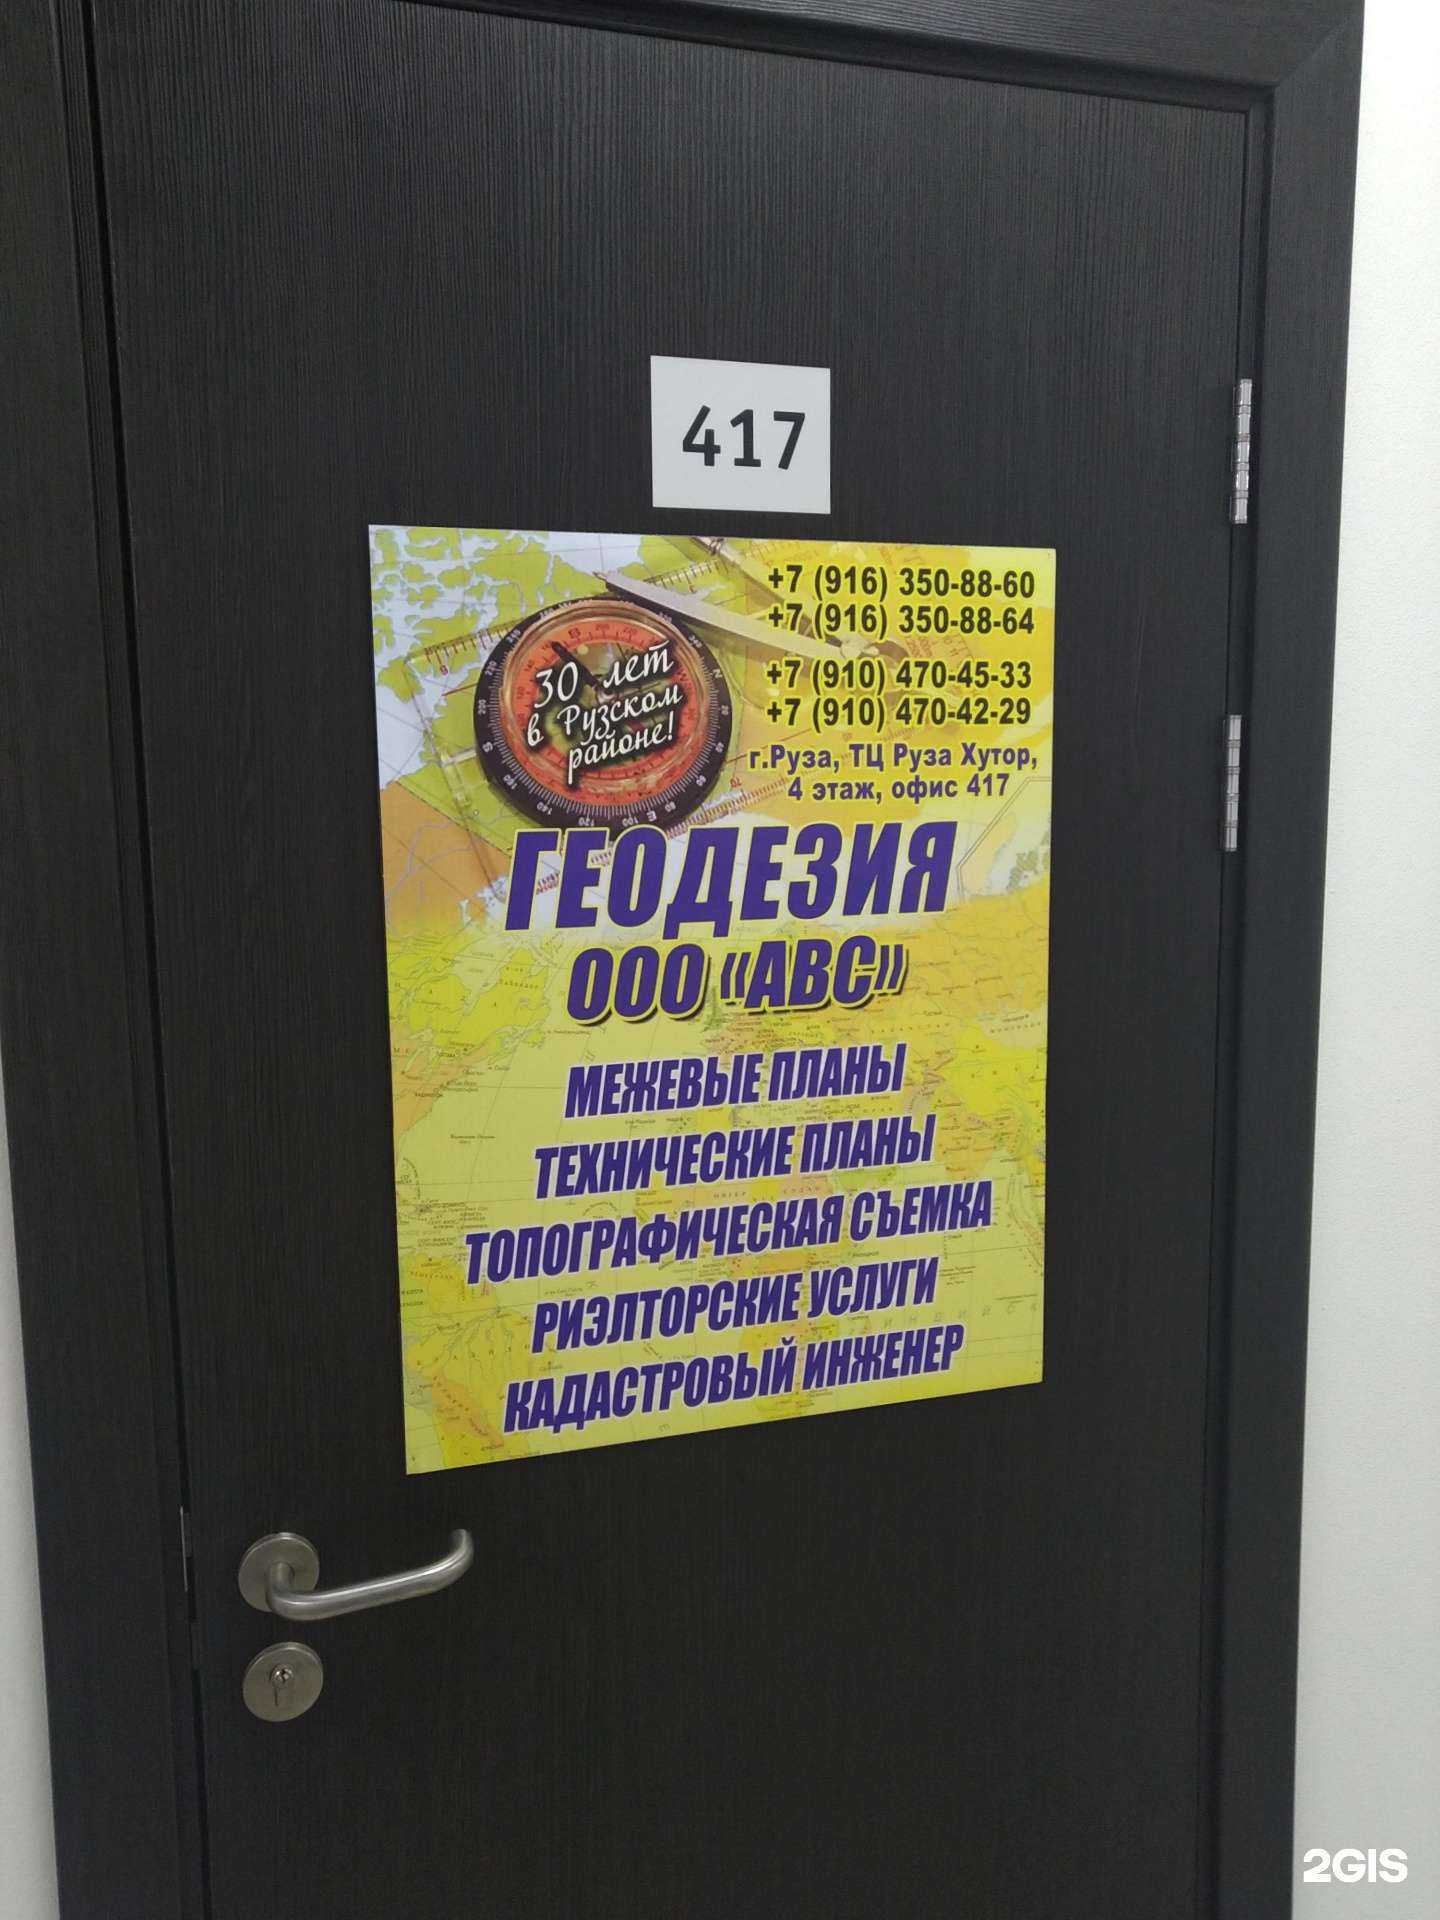 417
+7 (916) 350-88-60
+7 (916) 350-88-64
+7 (910) 470-45-33
+7 (910) 470-42-29
г.Руза, ТЦ Руза Хутор,
4 этаж, офис 417
30 лет
в Рузском
районе!
ГЕОДЕЗИЯ
ООО «АВС»
МЕЖЕВЫЕ ПЛАНЫ
ТЕХНИЧЕСКИЕ ПЛАНЫ
ТОПОГРАФИЧЕСКАЯ СЪЕМКА
РИЭЛТОРСКИЕ УСЛУГИ
КАДАСТРОВЫЙ ИНЖЕНЕР
2GIS